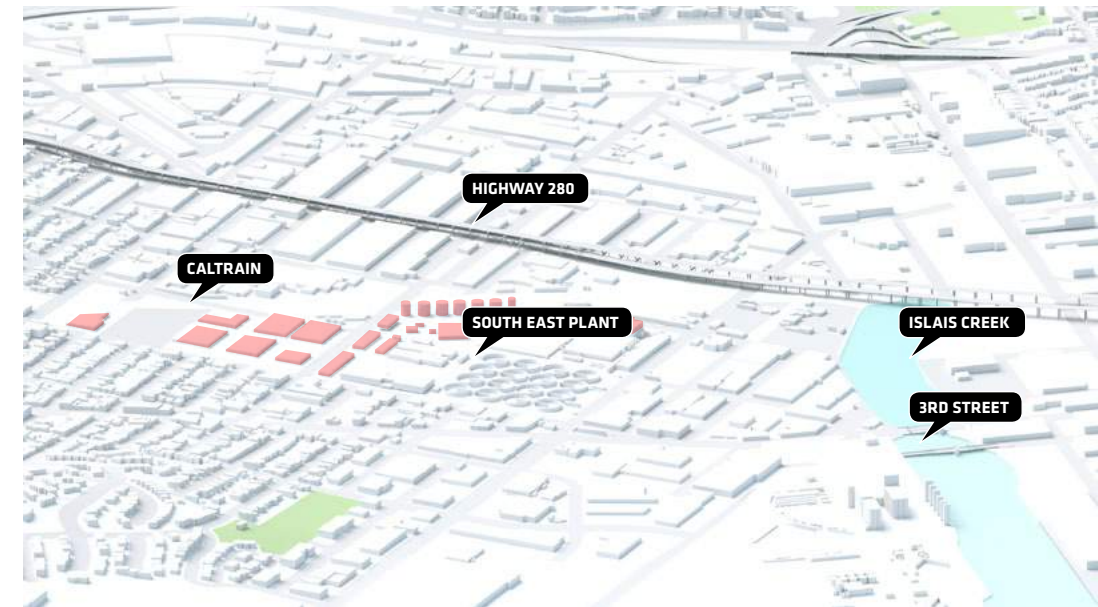 HIGHWAY 280
CALTRAIN
SOUTH EAST PLANT
ISLAIS CREEK
3RD STREET